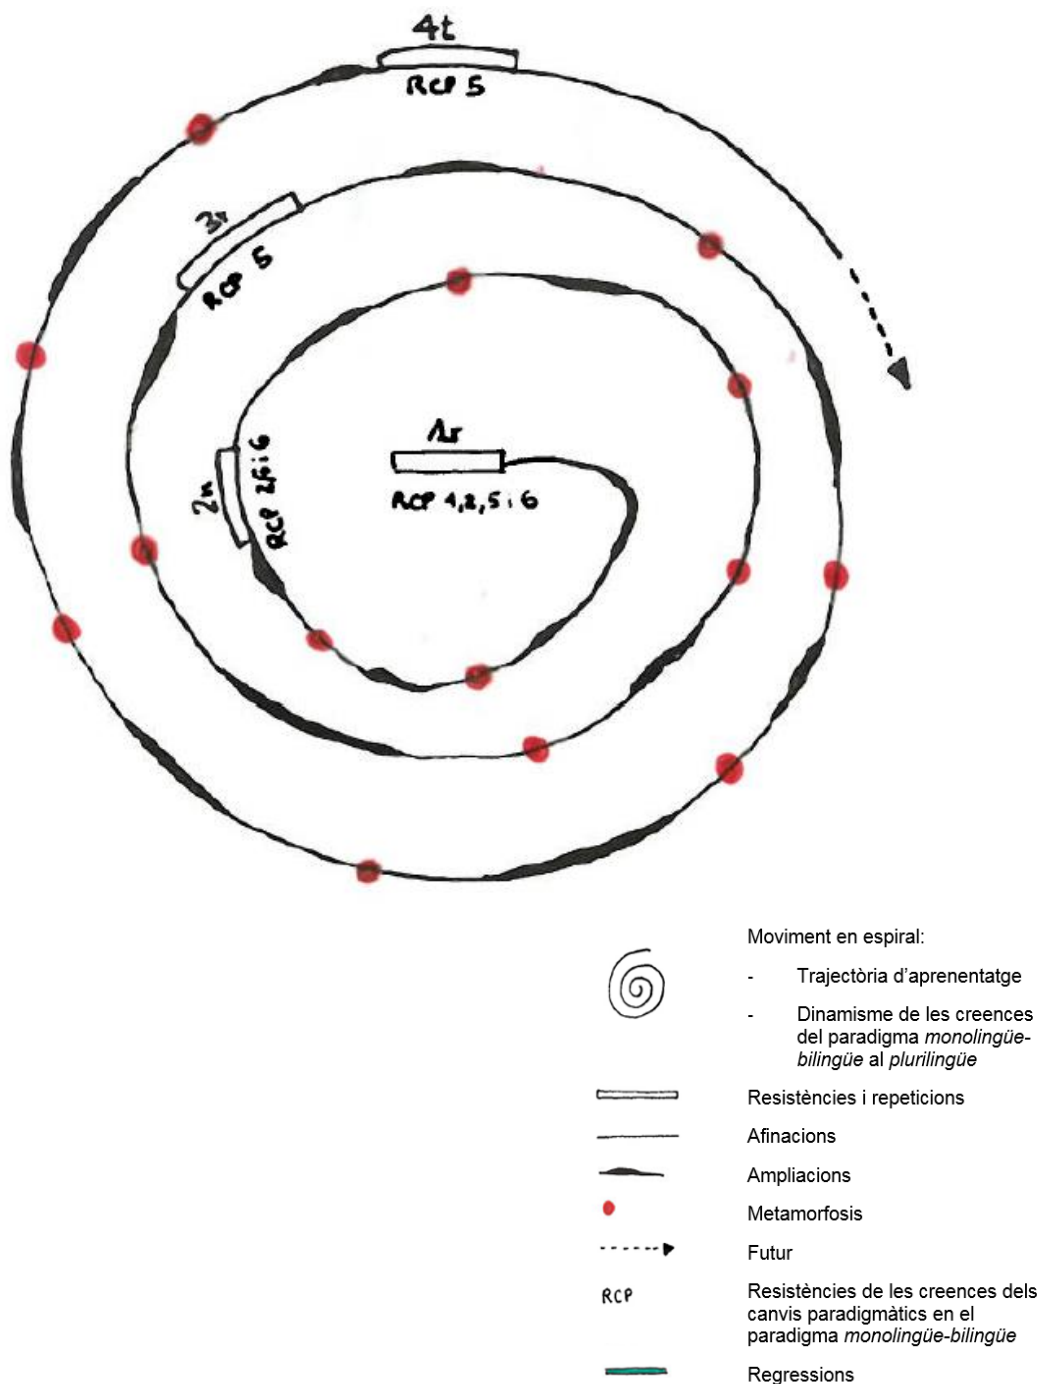 4t
RCP 5
3r
RCP 5
1r
RCP 1,2,5 i 6
2n
RCP 2,5 i 6
Moviment en espiral:
- Trajectòria d'aprenentatge
- Dinamisme de les creences
del paradigma monolingüe-
bilingüe al plurilingüe
Resistències i repeticions
Afinacions
Ampliacions
Metamorfosis
Futur
RCP
Resistències de les creences dels
canvis paradigmàtics en el
paradigma monolingüe-bilingüe
Regressions